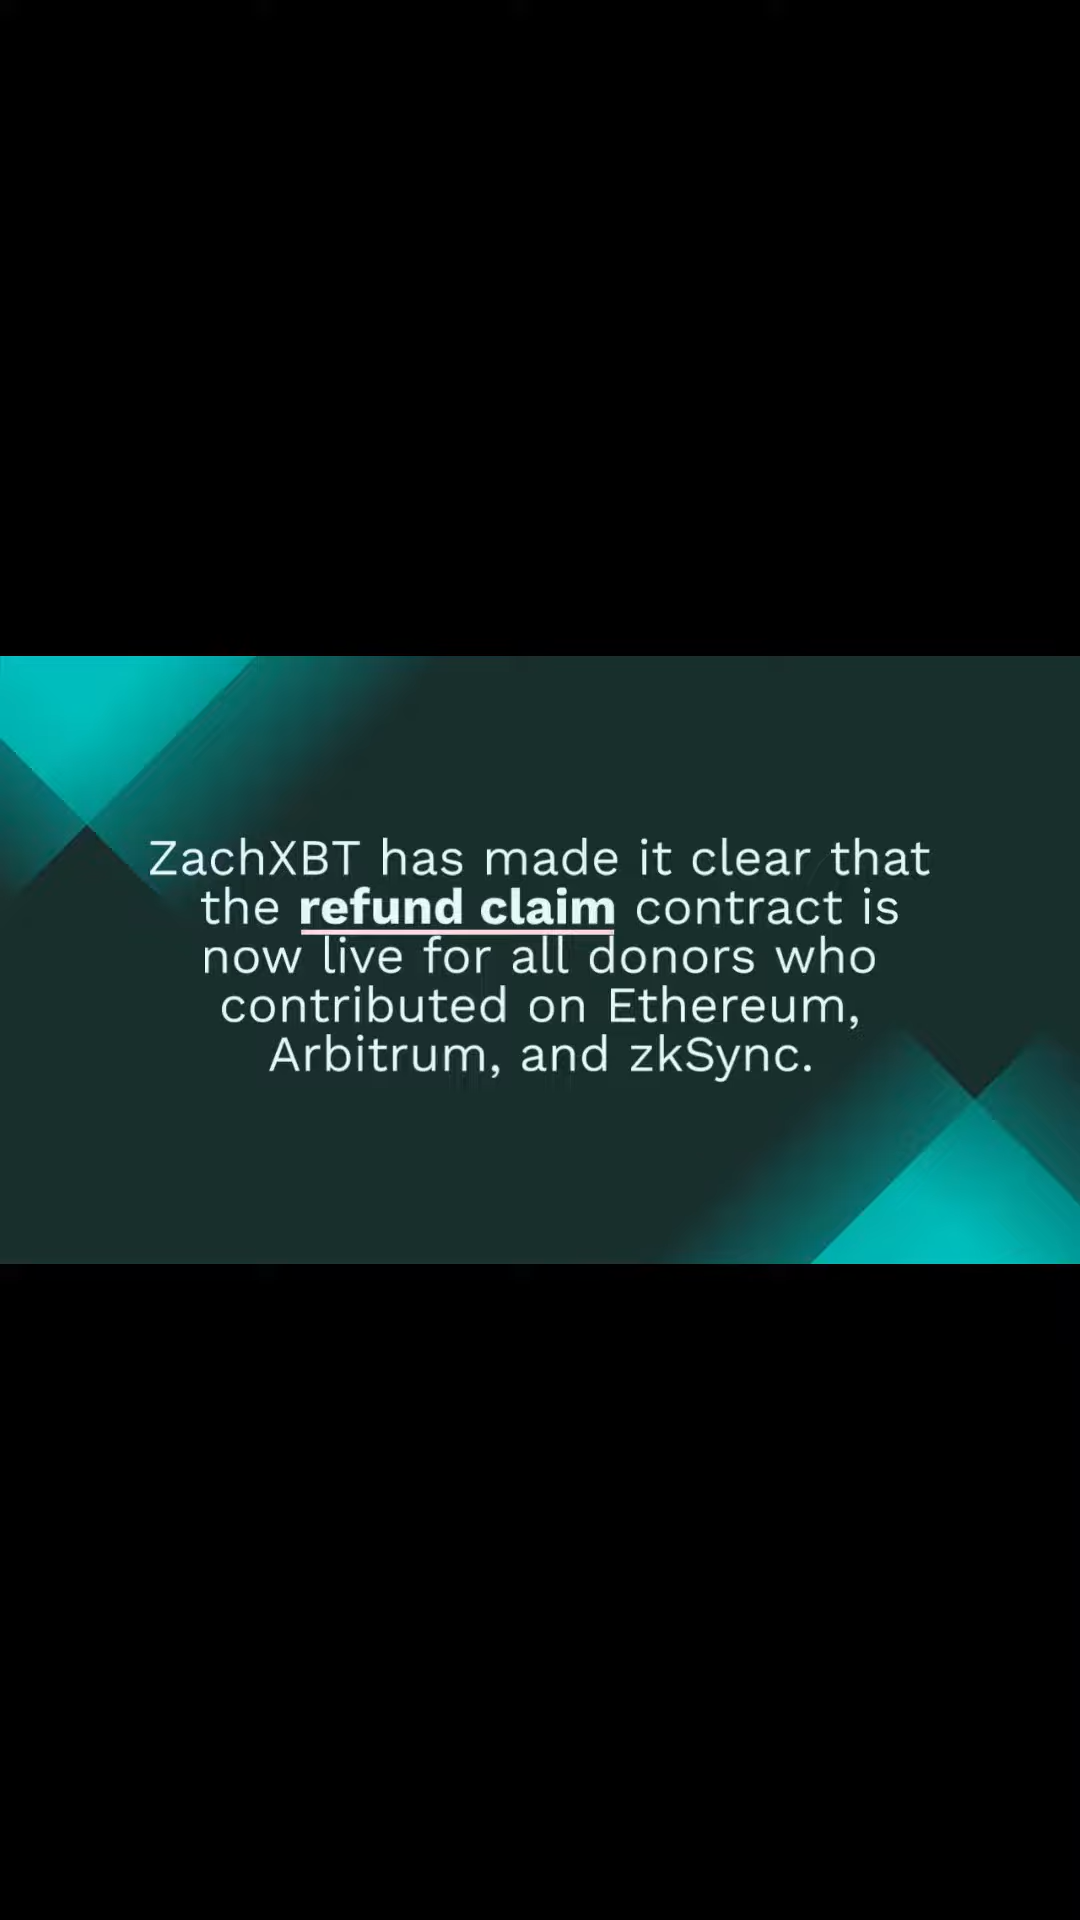 ZachXBT has made it clear that
the refund claim contract is
now live for all donors who
contributed on Ethereum,
Arbitrum, and zkSync.